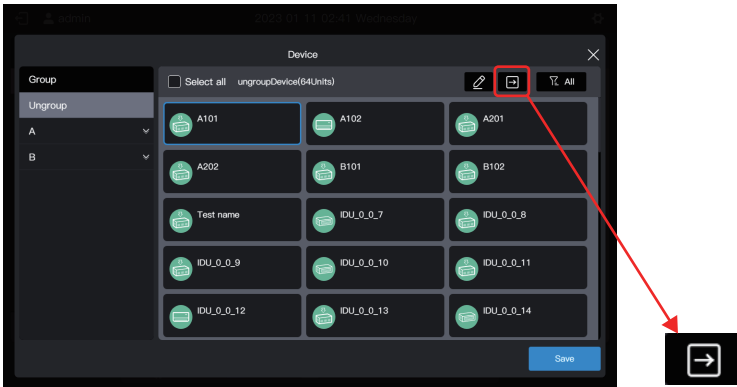 admin 2023 01 11 02:41 Wednesday
Device
Group
Select all ungroupDevice(64Units) All
Ungroup
A
B
A101 A102 A201
A202 B101 B102
Test name IDU_0_0_7 IDU_0_0_8
IDU_0_0_9 IDU_0_0_10 IDU_0_0_11
IDU_0_0_12 IDU_0_0_13 IDU_0_0_14
Save